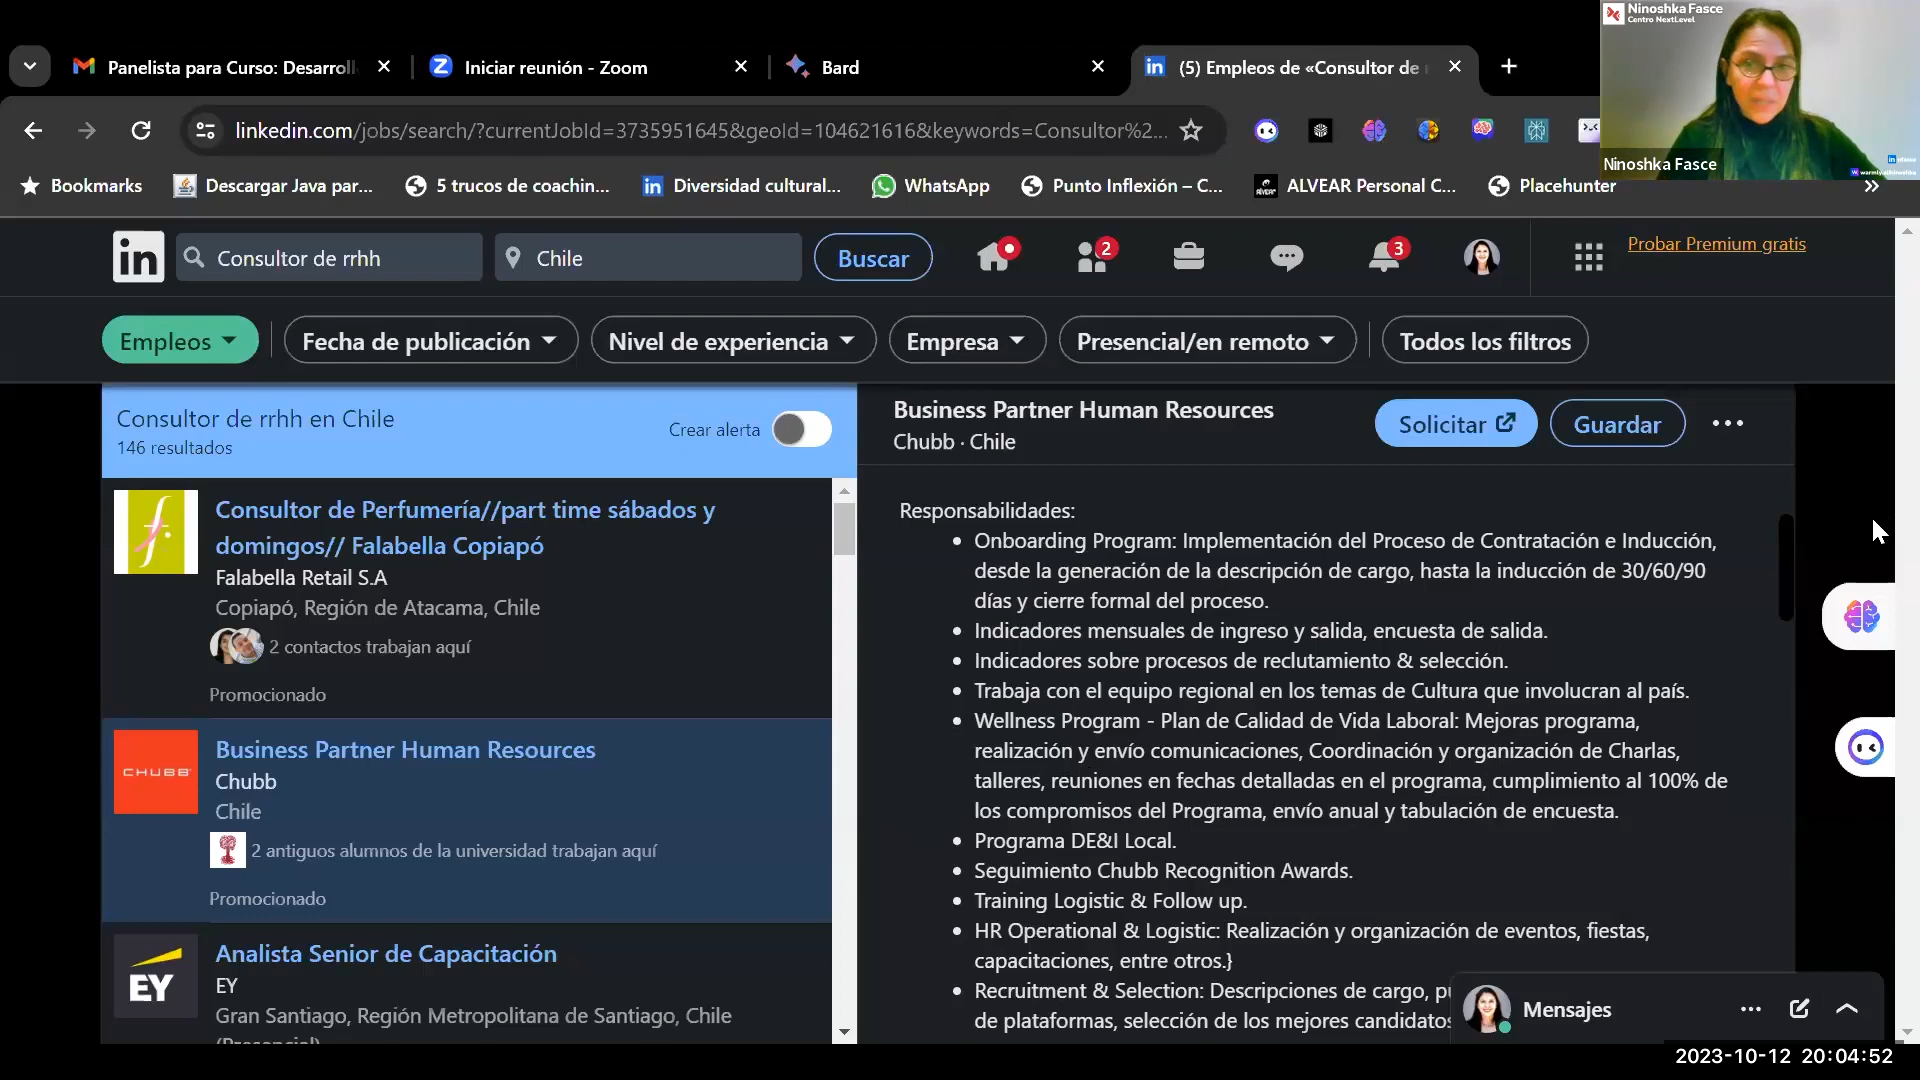 Panelista para Curso: Desarroll
Iniciar reunión - Zoom
Bard
(5) Empleos de «Consultor de
Ninoshka Fasce
Centro NextLevel
linkedin.com/jobs/search/?currentJobId=3735951645&geoId=104621616&keywords=Consultor%2...
Ninoshka Fasce
Bookmarks
Descargar Java par...
5 trucos de coachin...
Diversidad cultural...
WhatsApp
Punto Inflexión – C...
ALVEAR Personal C...
Placehunter
Consultor de rrhh
Chile
Buscar
2
3
Probar Premium gratis
Empleos
Fecha de publicación
Nivel de experiencia
Empresa
Presencial/en remoto
Todos los filtros
Consultor de rrhh en Chile
146 resultados
Crear alerta
Consultor de Perfumería//part time sábados y
domingos// Falabella Copiapó
Falabella Retail S.A
Copiapó, Región de Atacama, Chile
2 contactos trabajan aquí
Promocionado
CHUBB
Business Partner Human Resources
Chubb
Chile
2 antiguos alumnos de la universidad trabajan aquí
Promocionado
EY
Analista Senior de Capacitación
EY
Gran Santiago, Región Metropolitana de Santiago, Chile
Business Partner Human Resources
Chubb · Chile
Solicitar
Guardar
Responsabilidades:
• Onboarding Program: Implementación del Proceso de Contratación e Inducción,
desde la generación de la descripción de cargo, hasta la inducción de 30/60/90
días y cierre formal del proceso.
• Indicadores mensuales de ingreso y salida, encuesta de salida.
• Indicadores sobre procesos de reclutamiento & selección.
• Trabaja con el equipo regional en los temas de Cultura que involucran al país.
• Wellness Program - Plan de Calidad de Vida Laboral: Mejoras programa,
realización y envío comunicaciones, Coordinación y organización de Charlas,
talleres, reuniones en fechas detalladas en el programa, cumplimiento al 100% de
los compromisos del Programa, envío anual y tabulación de encuesta.
• Programa DE&I Local.
• Seguimiento Chubb Recognition Awards.
• Training Logistic & Follow up.
• HR Operational & Logistic: Realización y organización de eventos, fiestas,
capacitaciones, entre otros.}
• Recruitment & Selection: Descripciones de cargo,
de plataformas, selección de los mejores candidatos
Mensajes
2023-10-12 20:04:52